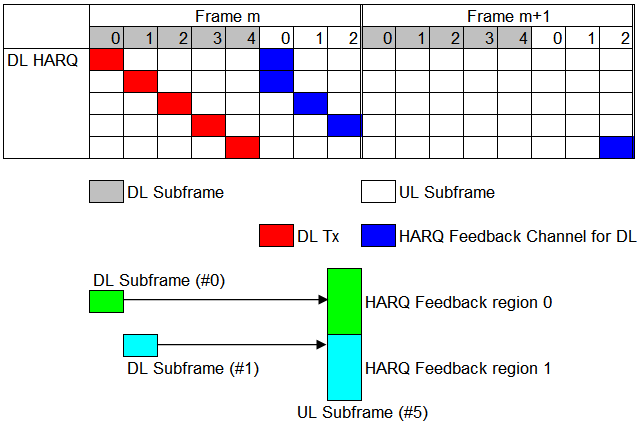 Frame m Frame m+1
0 1 2 3 4 0 1 2 0 1 2 3 4 0 1 2
DL HARQ
DL Subframe UL Subframe
DL Tx HARQ Feedback Channel for DL
DL Subframe (#0)
HARQ Feedback region 0
DL Subframe (#1)
HARQ Feedback region 1
UL Subframe (#5)